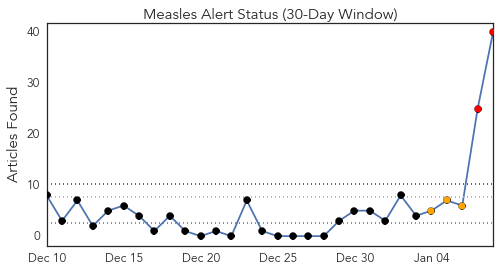 Measles Alert Status (30-Day Window)
Articles Found
40
30
20
10
0
Dec 10
Dec 15
Dec 20
Dec 25
Dec 30
Jan 04